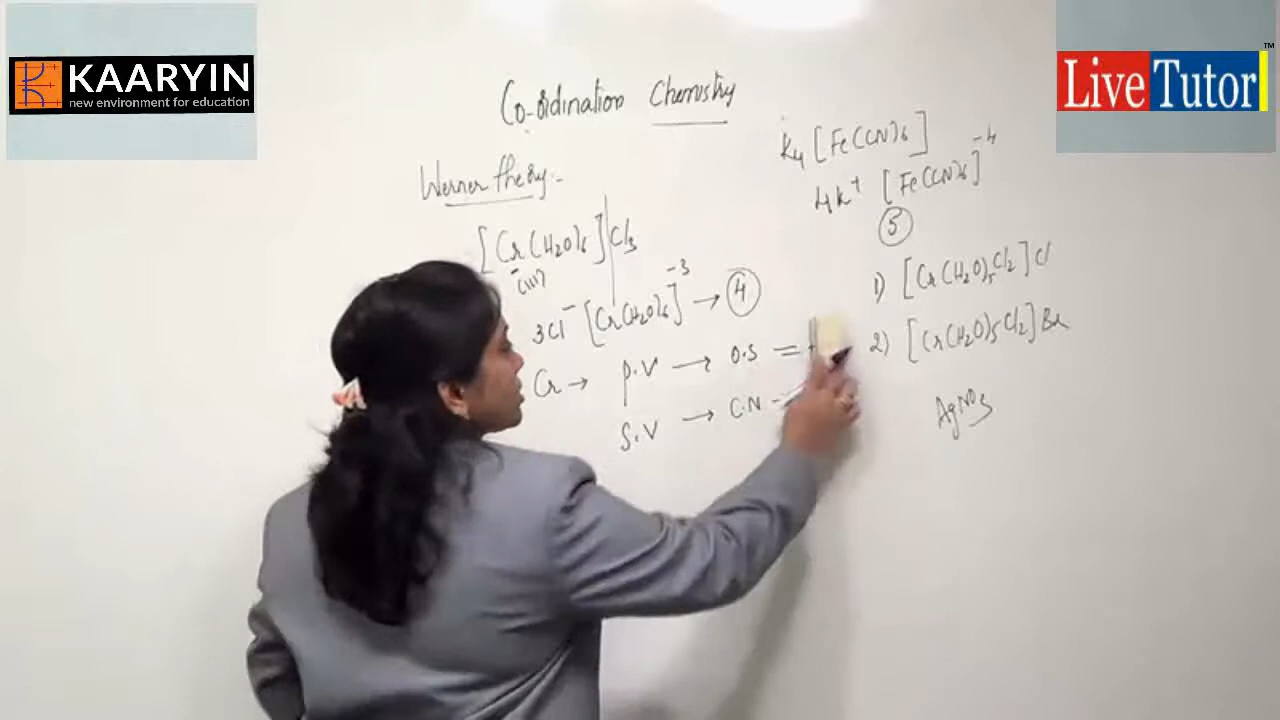 KAARYIN
new environment for education
Live Tutor
TM
Co-ordination Chemistry
Werner theory:-
[Cr(H2O)6]Cl3
(III)
3Cl- [Cr(H2O)6]-3 → 4
Cr → P.V → O.S =
S.V → C.N -
K4 [Fe(CN)6]
4K+ [Fe(CN)6]-4
5
1) [Cr(H2O)5Cl2]Cl
2) [Cr(H2O)5Cl2]Br
AgNO3